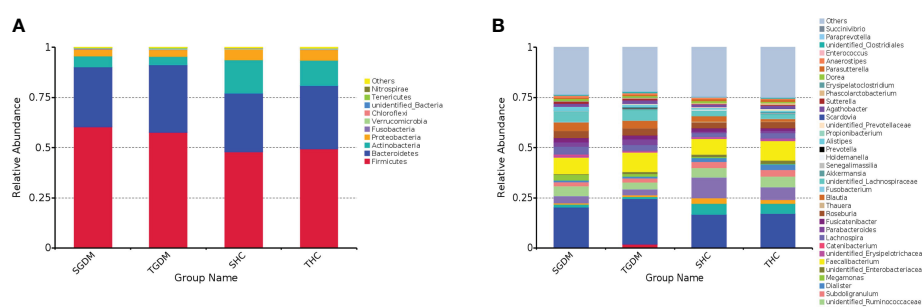 A
Relative Abundance
1
0.75
0.5
0.25
0
SGDM
TGDM
SHC
THC
Group Name
Others
Nitrospirae
Tenericutes
unidentified_Bacteria
Chloroflexi
Verrucomicrobia
Fusobacteria
Proteobacteria
Actinobacteria
Bacteroidetes
Firmicutes
B
Relative Abundance
1
0.75
0.5
0.25
0
SGDM
TGDM
SHC
THC
Group Name
Others
Succinivibrio
Paraprevotella
unidentified_Clostridiales
Enterococcus
Anaerostipes
Parasutterella
Dorea
Erysipelatoclostridium
Phascolarctobacterium
Sutterella
Agathobacter
Scardovia
unidentified_Prevotellaceae
Propionibacterium
Alistipes
Prevotella
Holdemanella
Senegalimassilia
Akkermansia
unidentified_Lachnospiraceae
Fusobacterium
Blautia
Thauera
Roseburia
Fusicatenibacter
Parabacteroides
Lachnospira
Catenibacterium
unidentified_Erysipelotrichaceae
Faecalibacterium
unidentified_Enterobacteriaceae
Megamonas
Dialister
Subdoligranulum
unidentified_Ruminococcaceae